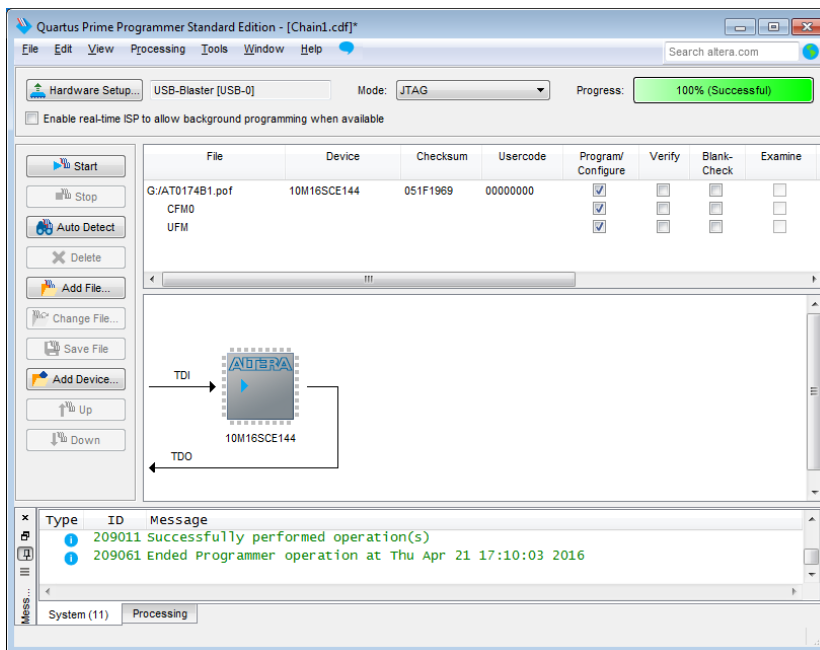 Quartus Prime Programmer Standard Edition - [Chain1.cdf]*
File Edit View Processing Tools Window Help
Search altera.com
Hardware Setup... USB-Blaster [USB-0] Mode: JTAG Progress: 100% (Successful)
Enable real-time ISP to allow background programming when available
Start
Stop
Auto Detect
Delete
Add File...
Change File...
Save File
Add Device...
Up
Down
File Device Checksum Usercode Program/Configure Verify Blank-Check Examine
G:/AT0174B1.pof 10M16SCE144 051F1969 00000000
CFM0
UFM
TDI
ALTERA
10M16SCE144
TDO
Type ID Message
209011 Successfully performed operation(s)
209061 Ended Programmer operation at Thu Apr 21 17:10:03 2016
Mess...
System (11) Processing